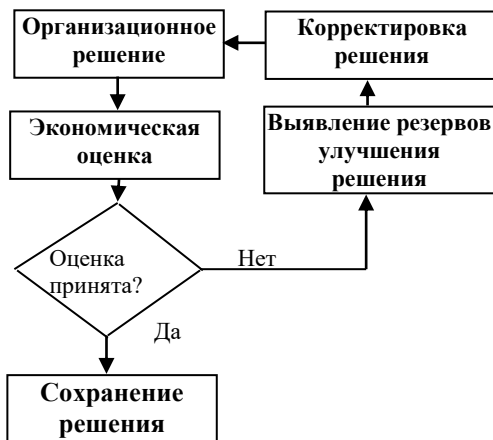 Организационное
решение
Корректировка
решения
Экономическая
оценка
Выявление резервов
улучшения
решения
Оценка
принята?
Нет
Да
Сохранение
решения